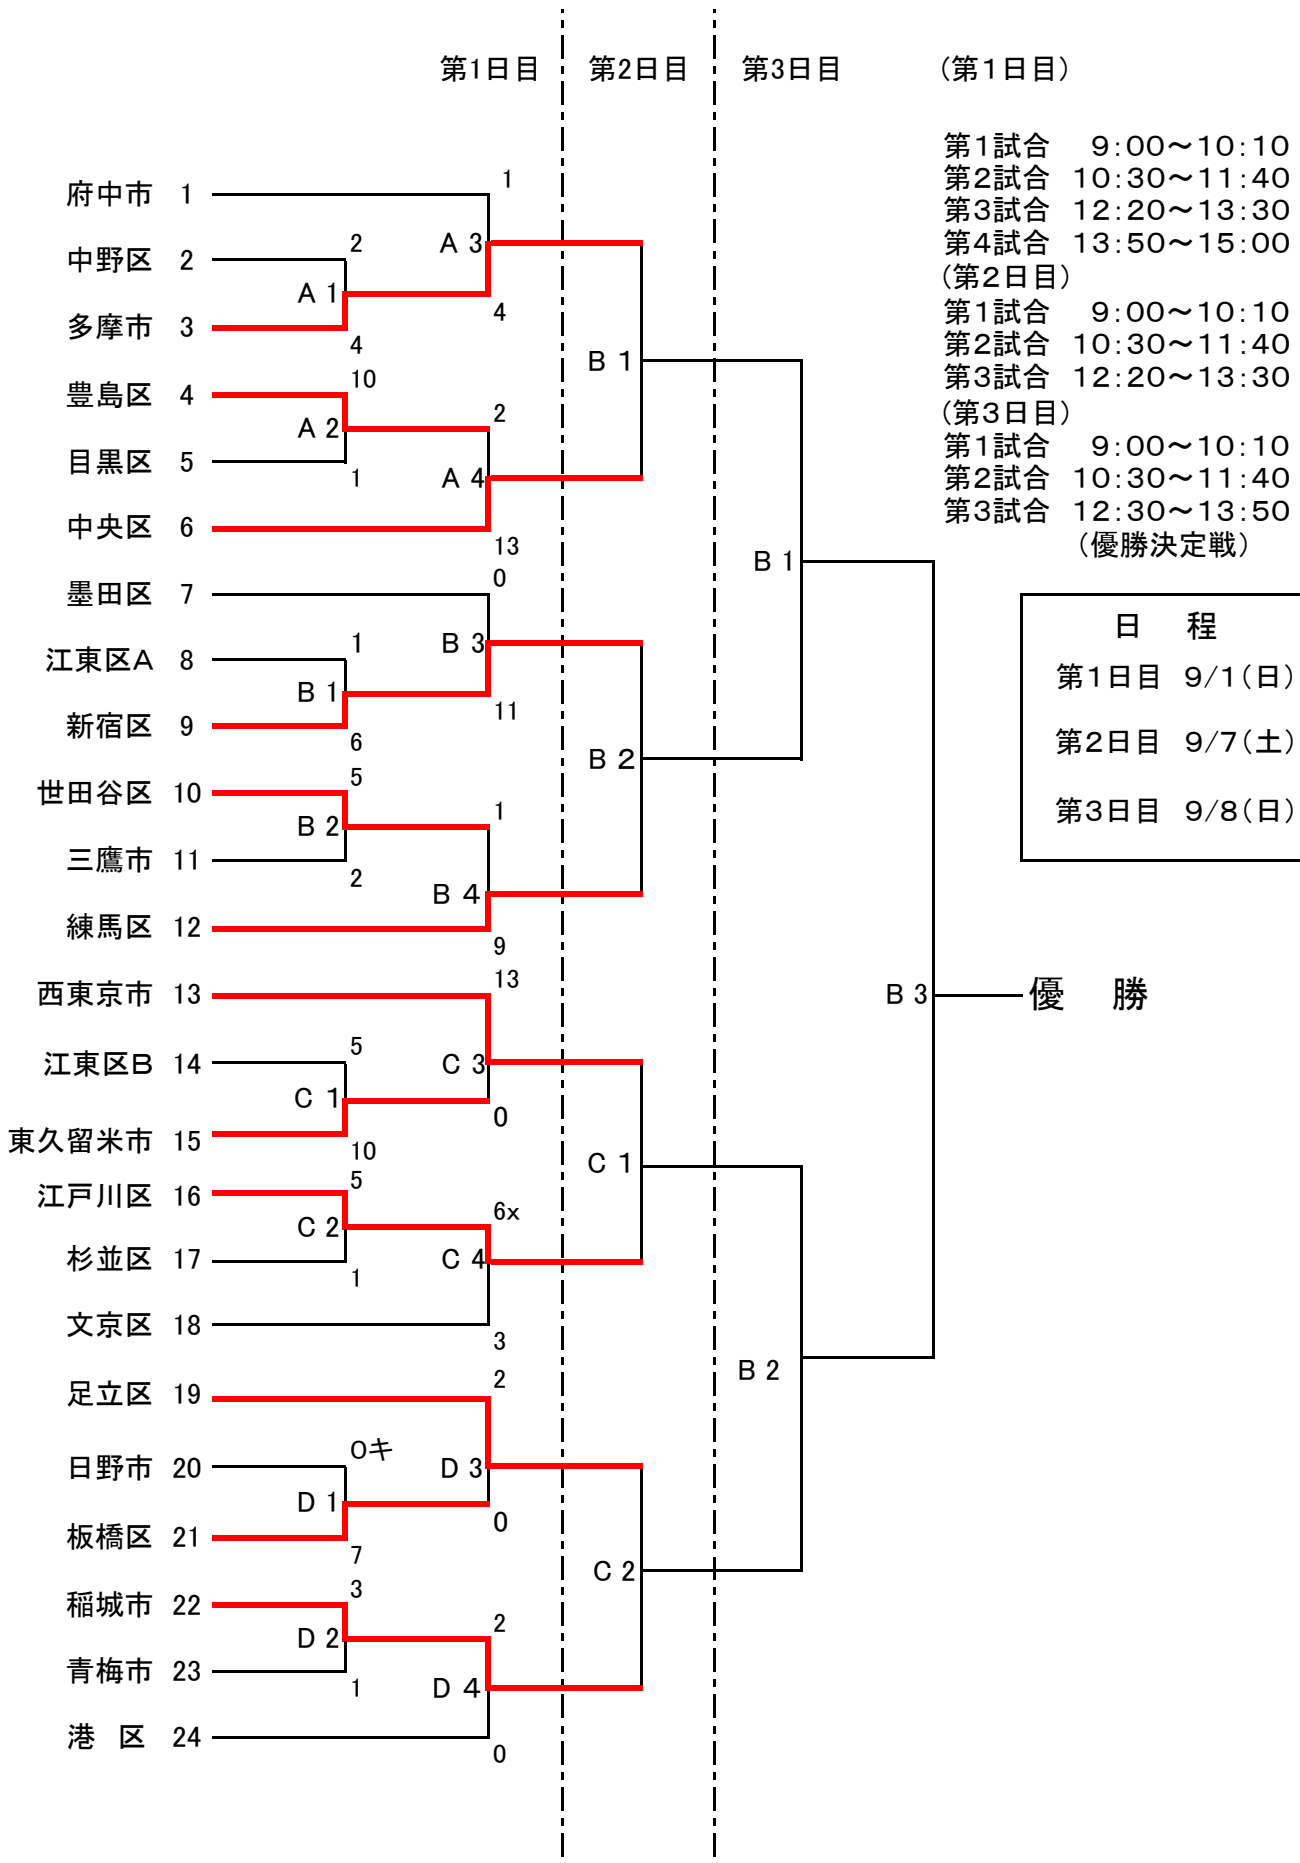 第1日目 第2日目 第3日目 (第1日目)
第1試合 9:00～10:10
第2試合 10:30～11:40
第3試合 12:20～13:30
第4試合 13:50～15:00
(第2日目)
第1試合 9:00～10:10
第2試合 10:30～11:40
第3試合 12:20～13:30
(第3日目)
第1試合 9:00～10:10
第2試合 10:30～11:40
第3試合 12:30～13:50
(優勝決定戦)
日 程
第1日目 9/1(日)
第2日目 9/7(土)
第3日目 9/8(日)
1
府中市 1
A 3
2
中野区 2
A 1
4
多摩市 3
4
B 1
10
豊島区 4
2
A 2
目黒区 5
1
A 4
中央区 6
13
B 1
0
墨田区 7
1
B 3
江東区A 8
B 1
11
新宿区 9
6
B 2
5
世田谷区 10
1
B 2
三鷹市 11
2
B 4
練馬区 12
9
13
西東京市 13
B 3 優 勝
5
江東区B 14
C 3
C 1
0
東久留米市 15
10
C 1
5
江戸川区 16
6x
C 2
杉並区 17
C 4
1
文京区 18
3
B 2
2
足立区 19
0キ
日野市 20
D 3
D 1
0
板橋区 21
7
C 2
3
稲城市 22
2
D 2
青梅市 23
1
D 4
港 区 24
0